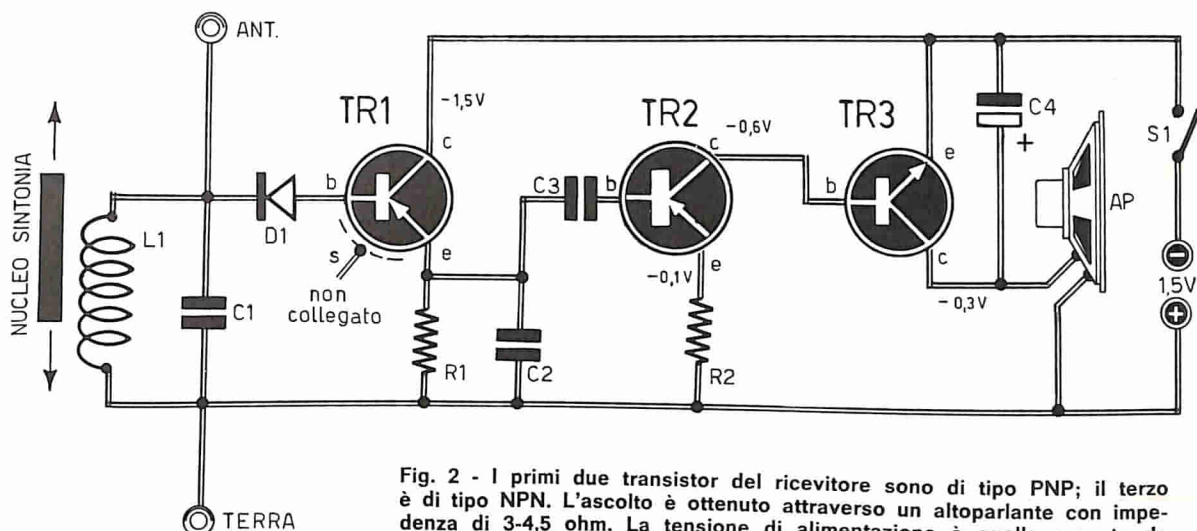 ANT.
TR1
-1,5V
c
b
e
s
non
collegato
NUCLEO SINTONIA
L1
C1
D1
R1
C2
C3
TR2
-0,6V
c
b
e
-0,1V
R2
TR3
e
b
c
-0,3V
C4
+
AP
S1
−
1,5V
+
TERRA
Fig. 2 - I primi due transistor del ricevitore sono di tipo PNP; il terzo
è di tipo NPN. L'ascolto è ottenuto attraverso un altoparlante con impe-
denza di 3-4,5 ohm. La tensione di alimentazione è